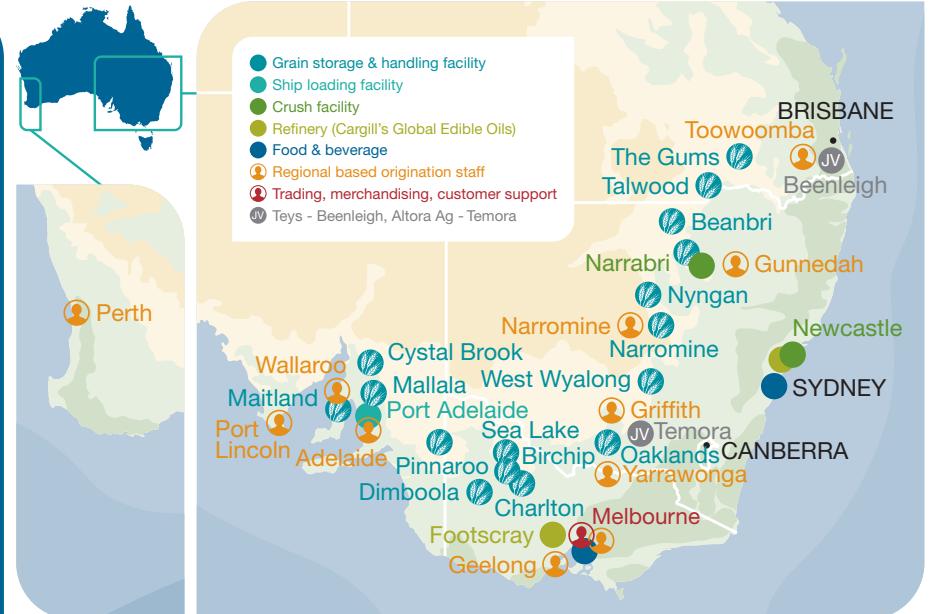 Grain storage & handling facility
Ship loading facility
Crush facility
Refinery (Cargill's Global Edible Oils)
Food & beverage
Regional based origination staff
Trading, merchandising, customer support
JV Teys - Beenleigh, Altora Ag - Temora
BRISBANE
Toowoomba
The Gums
JV
Talwood
Beenleigh
Beanbri
Narrabri
Gunnedah
Nyngan
Perth
Narromine
Newcastle
Narromine
Cystal Brook
Wallaroo
West Wyalong
Mallala
SYDNEY
Maitland
Port Adelaide
Griffith
Port
Lincoln
Sea Lake
JV Temora
Adelaide
Birchip
Oaklands
CANBERRA
Pinnaroo
Yarrawonga
Dimboola
Charlton
Melbourne
Footscray
Geelong